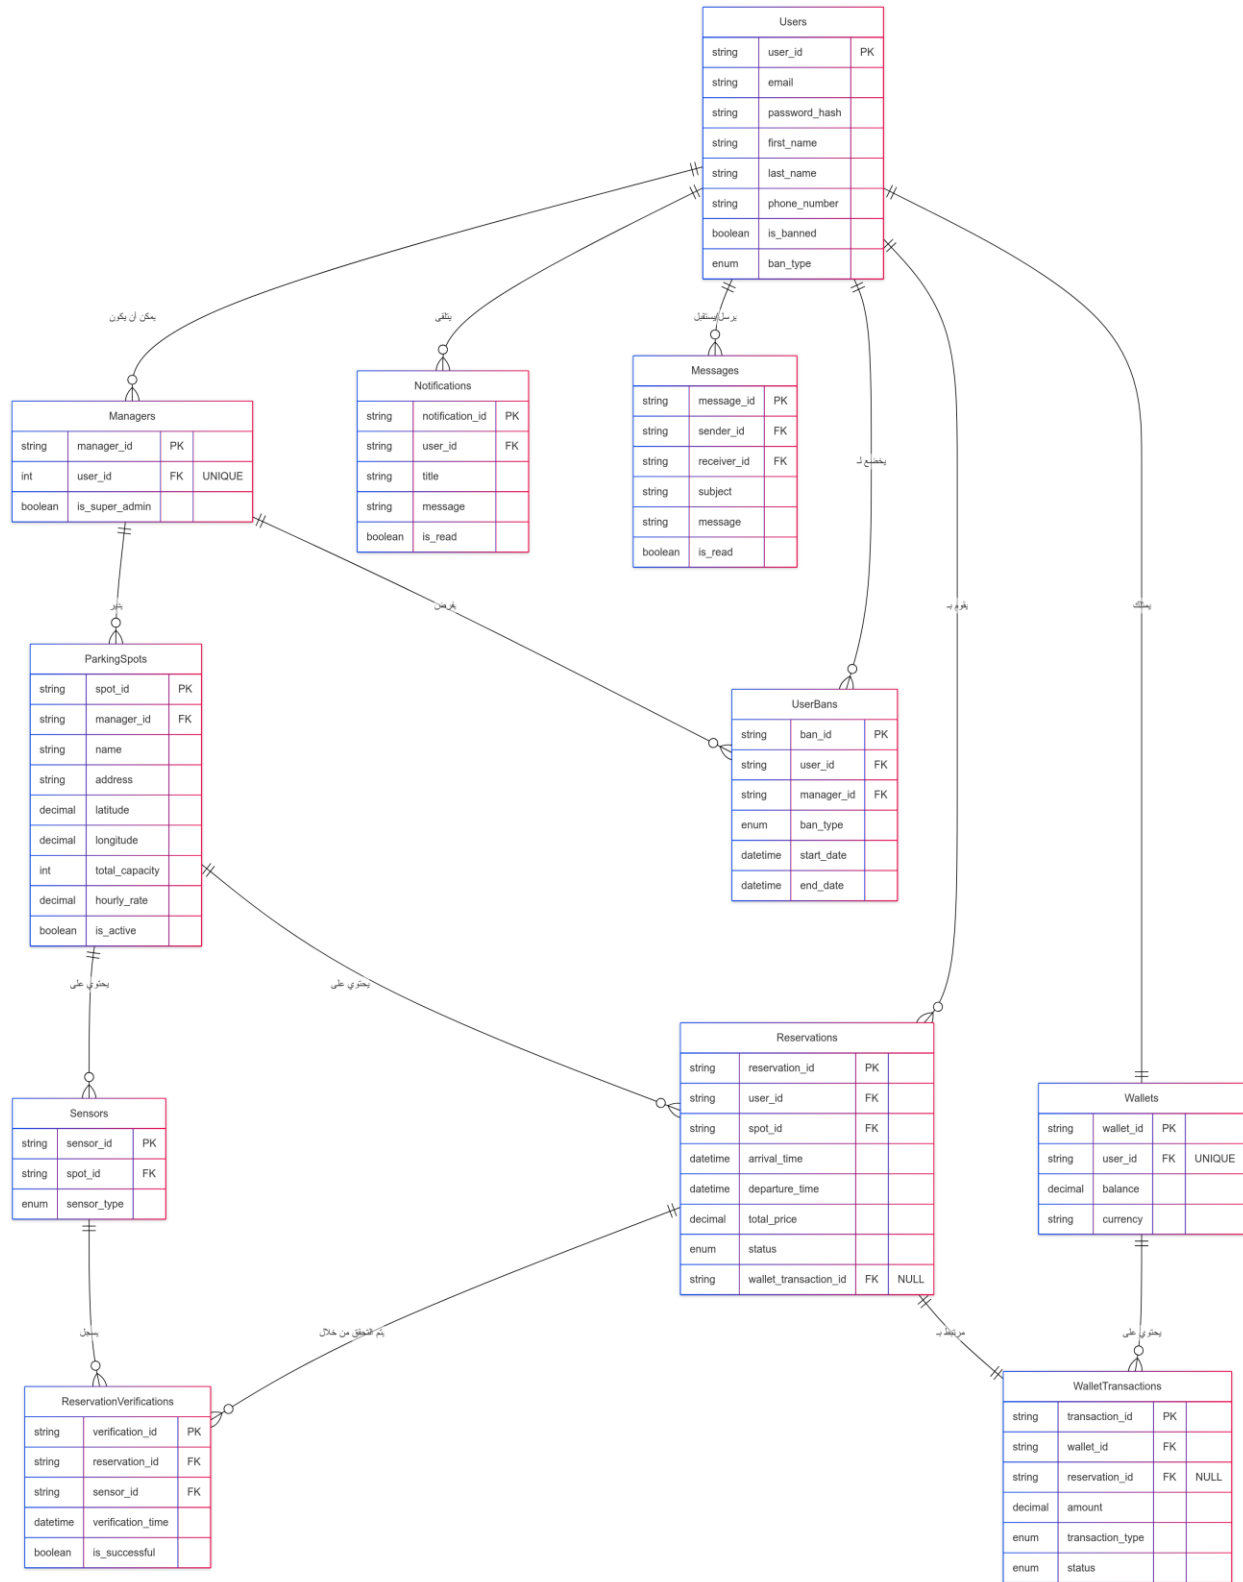 Users
string user_id PK
string email
string password_hash
string first_name
string last_name
string phone_number
boolean is_banned
enum ban_type
يمكن أن يكون
يتلقى
يرسل/يستقبل
Managers
string manager_id PK
int user_id FK UNIQUE
boolean is_super_admin
Notifications
string notification_id PK
string user_id FK
string title
string message
boolean is_read
Messages
string message_id PK
string sender_id FK
string receiver_id FK
string subject
string message
boolean is_read
يخضع لـ
يدير
يفرض
يقوم بـ
يمتلك
ParkingSpots
string spot_id PK
string manager_id FK
string name
string address
decimal latitude
decimal longitude
int total_capacity
decimal hourly_rate
boolean is_active
UserBans
string ban_id PK
string user_id FK
string manager_id FK
enum ban_type
datetime start_date
datetime end_date
يحتوي على
يحتوي على
Reservations
string reservation_id PK
string user_id FK
string spot_id FK
datetime arrival_time
datetime departure_time
decimal total_price
enum status
string wallet_transaction_id FK NULL
Sensors
string sensor_id PK
string spot_id FK
enum sensor_type
Wallets
string wallet_id PK
string user_id FK UNIQUE
decimal balance
string currency
يسجل
يتم التحقق من خلال
مرتبط بـ
يحتوي على
ReservationVerifications
string verification_id PK
string reservation_id FK
string sensor_id FK
datetime verification_time
boolean is_successful
WalletTransactions
string transaction_id PK
string wallet_id FK
string reservation_id FK NULL
decimal amount
enum transaction_type
enum status